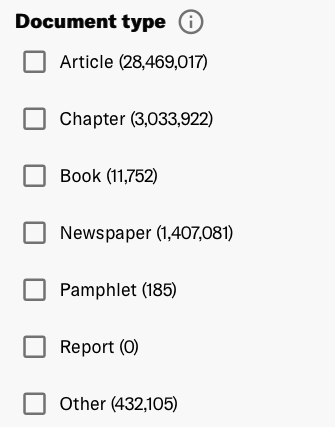 Document type
Article (28,469,017)
Chapter (3,033,922)
Book (11,752)
Newspaper (1,407,081)
Pamphlet (185)
Report (0)
Other (432,105)